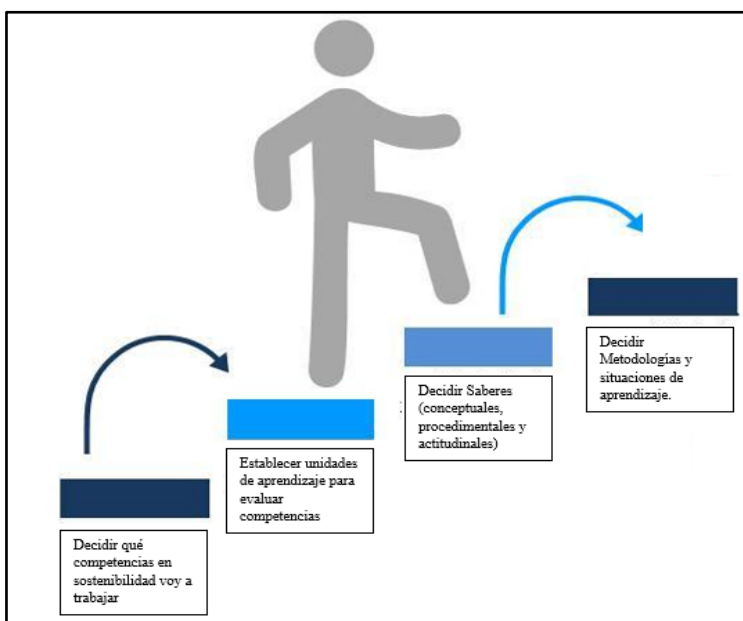 Decidir qué
competencias en
sostenibilidad voy a
trabajar
Establecer unidades
de aprendizaje para
evaluar
competencias
Decidir Saberes
(conceptuales,
procedimentales y
actitudinales)
Decidir
Metodologías y
situaciones de
aprendizaje.